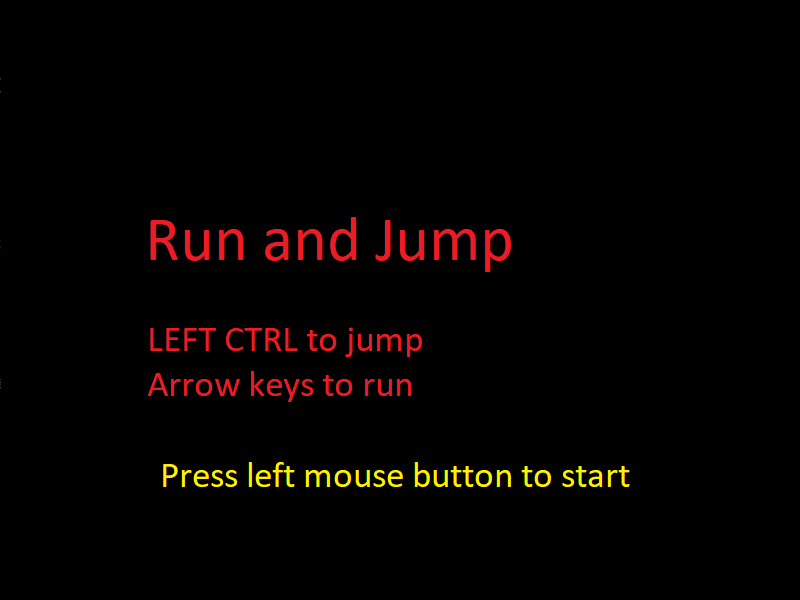 Run and Jump
LEFT CTRL to jump
Arrow keys to run
Press left mouse button to start